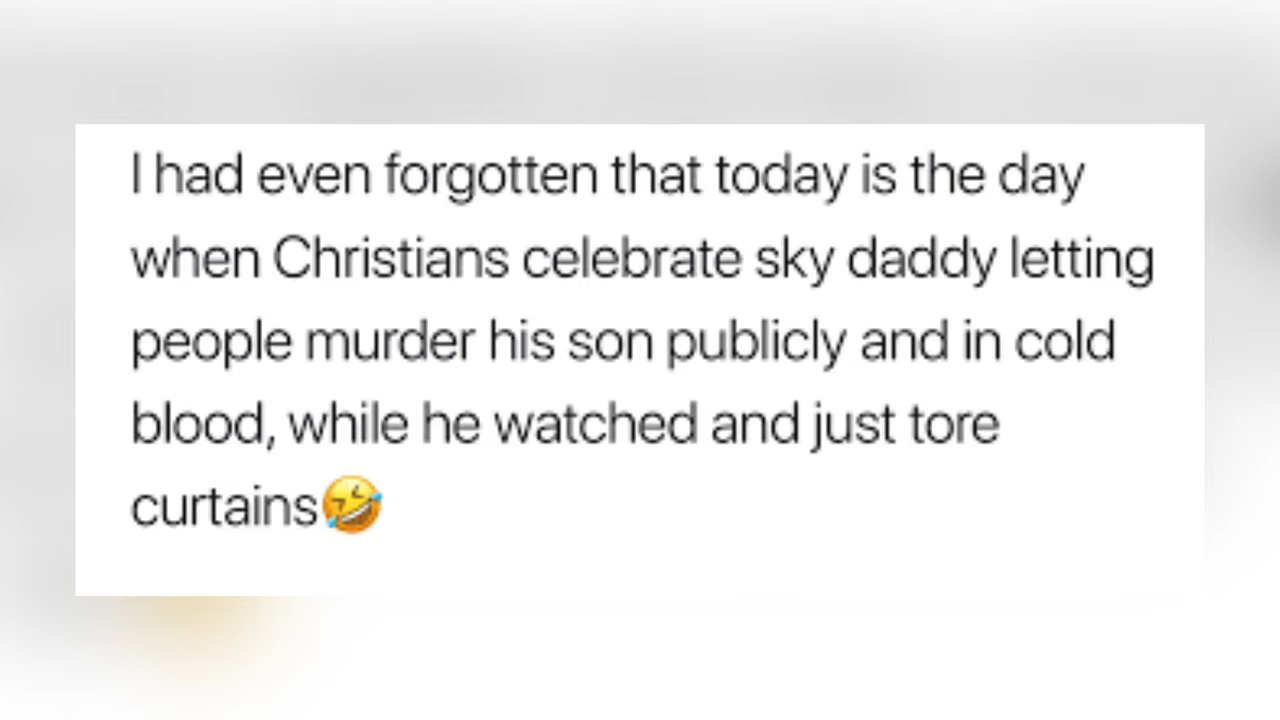 I had even forgotten that today is the day
when Christians celebrate sky daddy letting
people murder his son publicly and in cold
blood, while he watched and just tore
curtains🤣